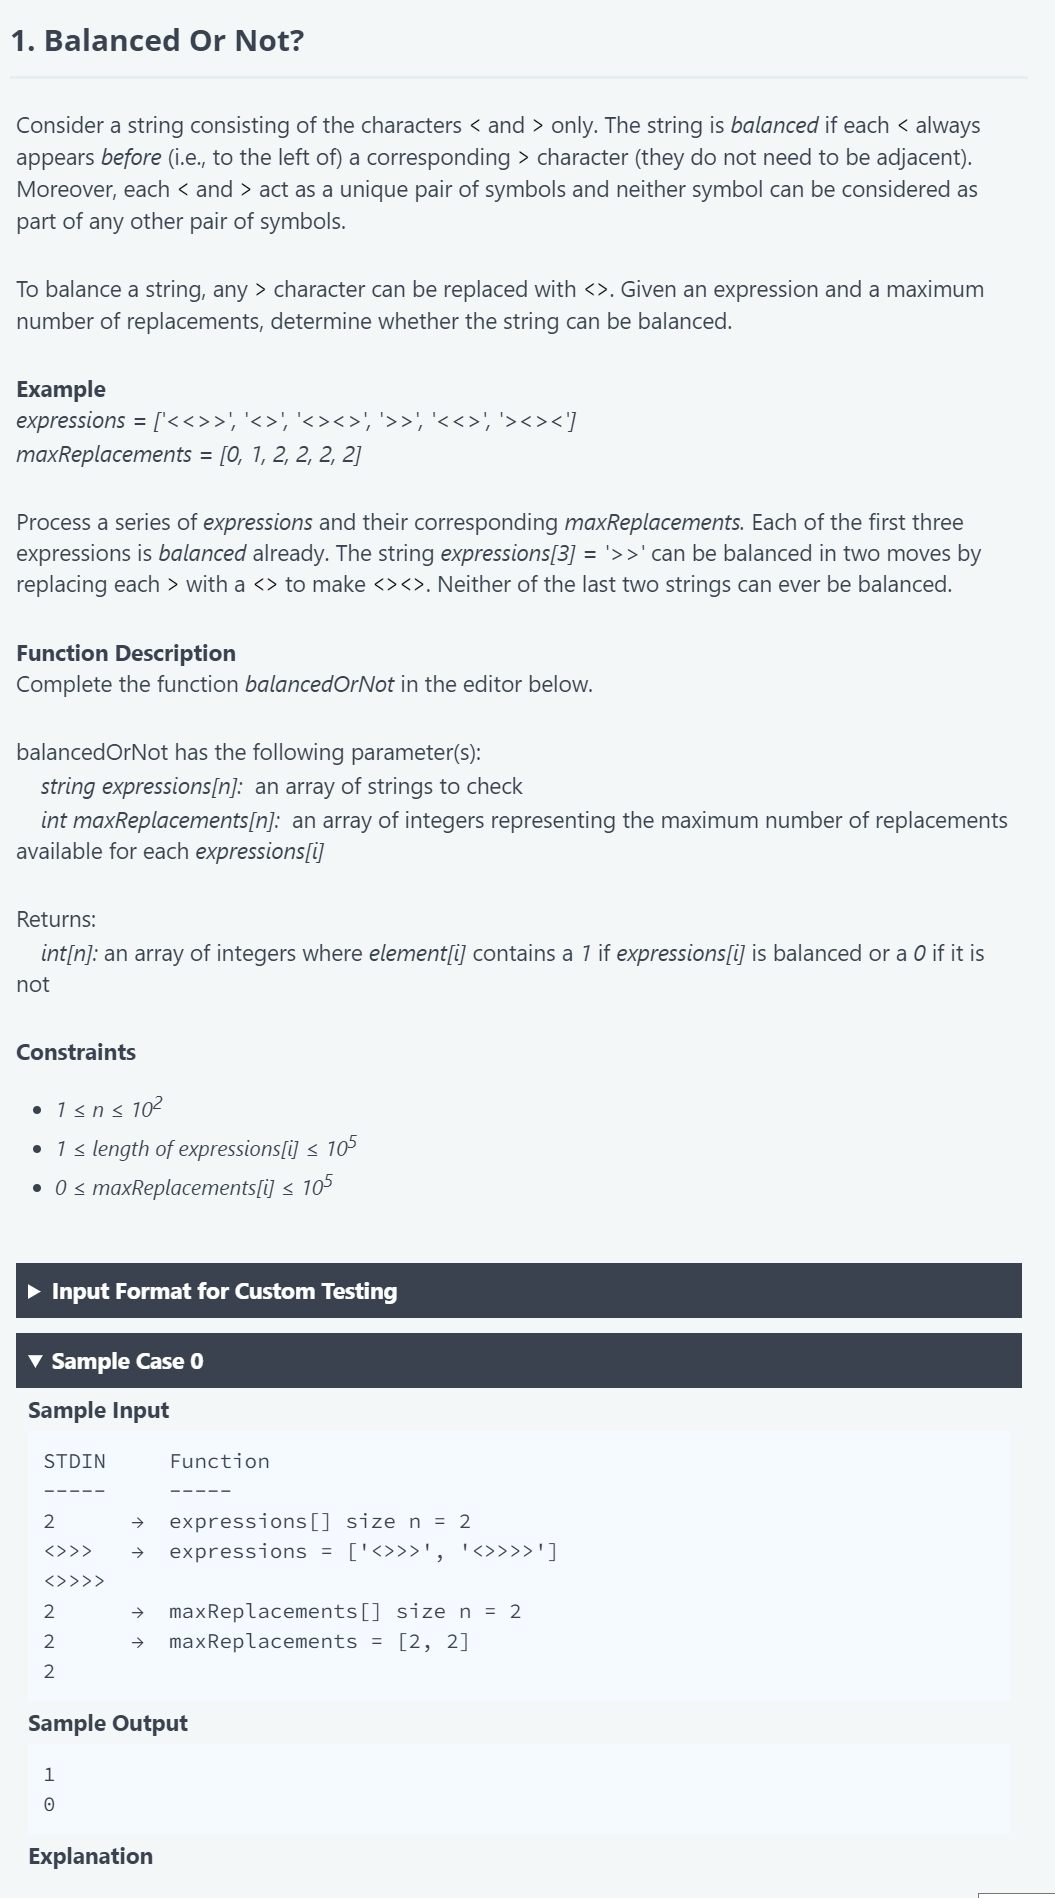 1. Balanced Or Not?
Consider a string consisting of the characters < and > only. The string is balanced if each < always
appears before (i.e., to the left of) a corresponding > character (they do not need to be adjacent).
Moreover, each < and > act as a unique pair of symbols and neither symbol can be considered as
part of any other pair of symbols.
To balance a string, any > character can be replaced with <>. Given an expression and a maximum
number of replacements, determine whether the string can be balanced.
Example
expressions = ['<<>>', '<>', '<><>', '>>', '<<>', '><><']
maxReplacements = [0, 1, 2, 2, 2, 2]
Process a series of expressions and their corresponding maxReplacements. Each of the first three
expressions is balanced already. The string expressions[3] = '>>' can be balanced in two moves by
replacing each > with a <> to make <><>. Neither of the last two strings can ever be balanced.
Function Description
Complete the function balancedOrNot in the editor below.
balancedOrNot has the following parameter(s):
string expressions[n]: an array of strings to check
int maxReplacements[n]: an array of integers representing the maximum number of replacements
available for each expressions[i]
Returns:
int[n]: an array of integers where element[i] contains a 1 if expressions[i] is balanced or a 0 if it is
not
Constraints
• 1 ≤ n ≤ 10²
• 1 ≤ length of expressions[i] ≤ 10⁵
• 0 ≤ maxReplacements[i] ≤ 10⁵
▶ Input Format for Custom Testing
▼ Sample Case 0
Sample Input
STDIN Function
----- -----
2 → expressions[] size n = 2
<>>> → expressions = ['<>>>', '<>>>>']
<>>>>
2 → maxReplacements[] size n = 2
2 → maxReplacements = [2, 2]
2
Sample Output
1
0
Explanation